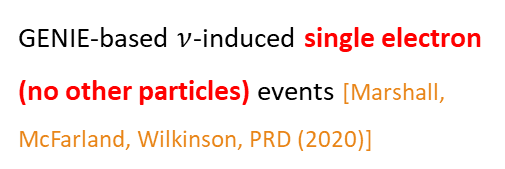 GENIE-based ν-induced single electron
(no other particles) events [Marshall,
McFarland, Wilkinson, PRD (2020)]